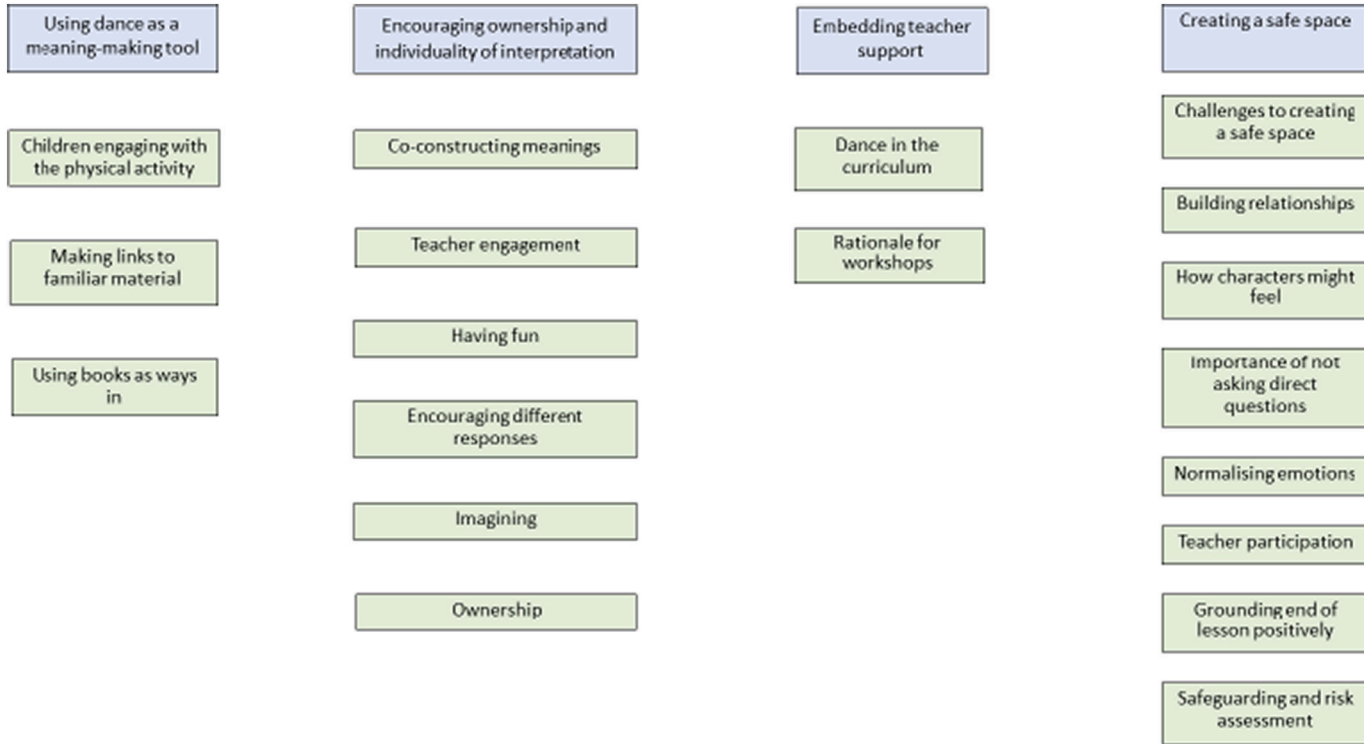 Using dance as a
meaning-making tool
Children engaging with
the physical activity
Making links to
familiar material
Using books as ways
in
Encouraging ownership and
individuality of interpretation
Co-constructing meanings
Teacher engagement
Having fun
Encouraging different
responses
Imagining
Ownership
Embedding teacher
support
Dance in the
curriculum
Rationale for
workshops
Creating a safe space
Challenges to creating
a safe space
Building relationships
How characters might
feel
Importance of not
asking direct
questions
Normalising emotions
Teacher participation
Grounding end of
lesson positively
Safeguarding and risk
assessment